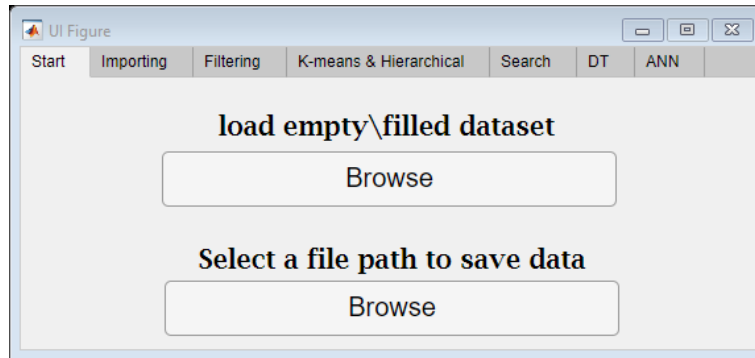 UI Figure
Start Importing Filtering K-means & Hierarchical Search DT ANN
load empty\filled dataset
Browse
Select a file path to save data
Browse